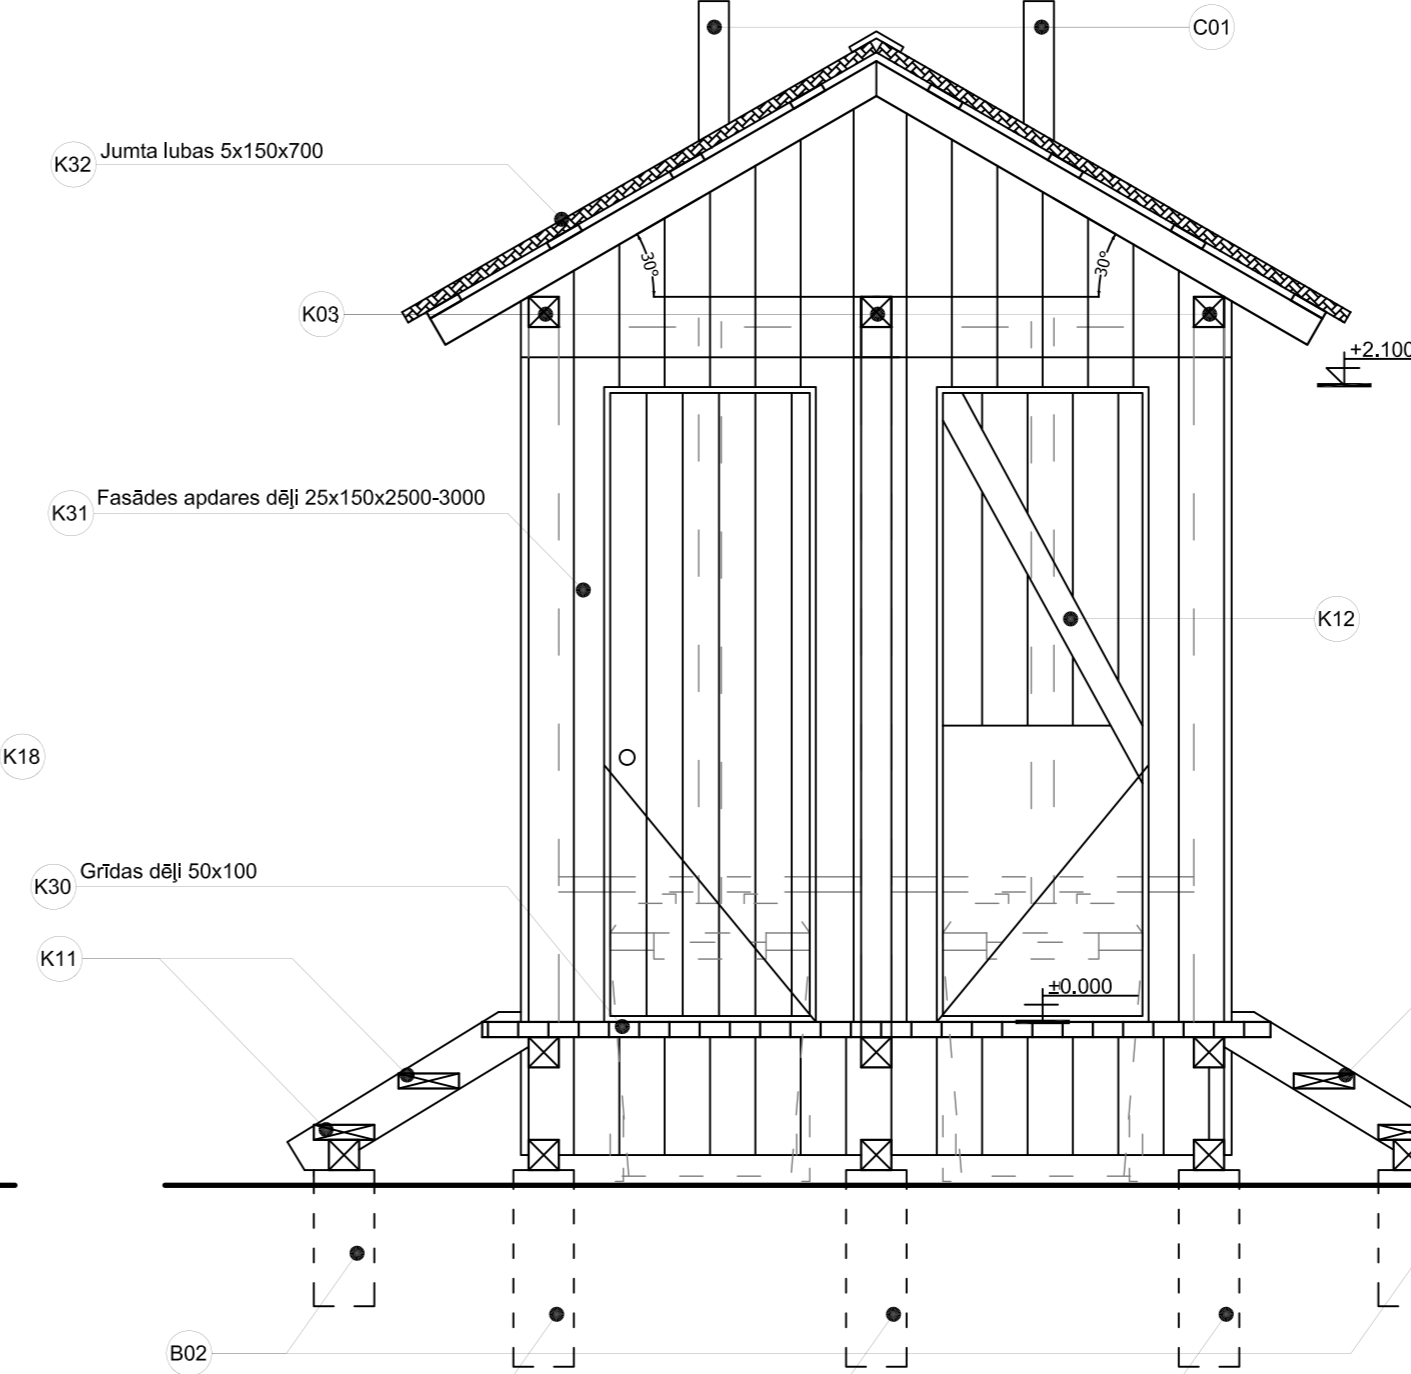 C01
K32 Jumta lubas 5x150x700
30°
30°
K03
+2.100
K31 Fasādes apdares dēļi 25x150x2500-3000
K12
K18
K30 Grīdas dēļi 50x100
K11
±0.000
B02